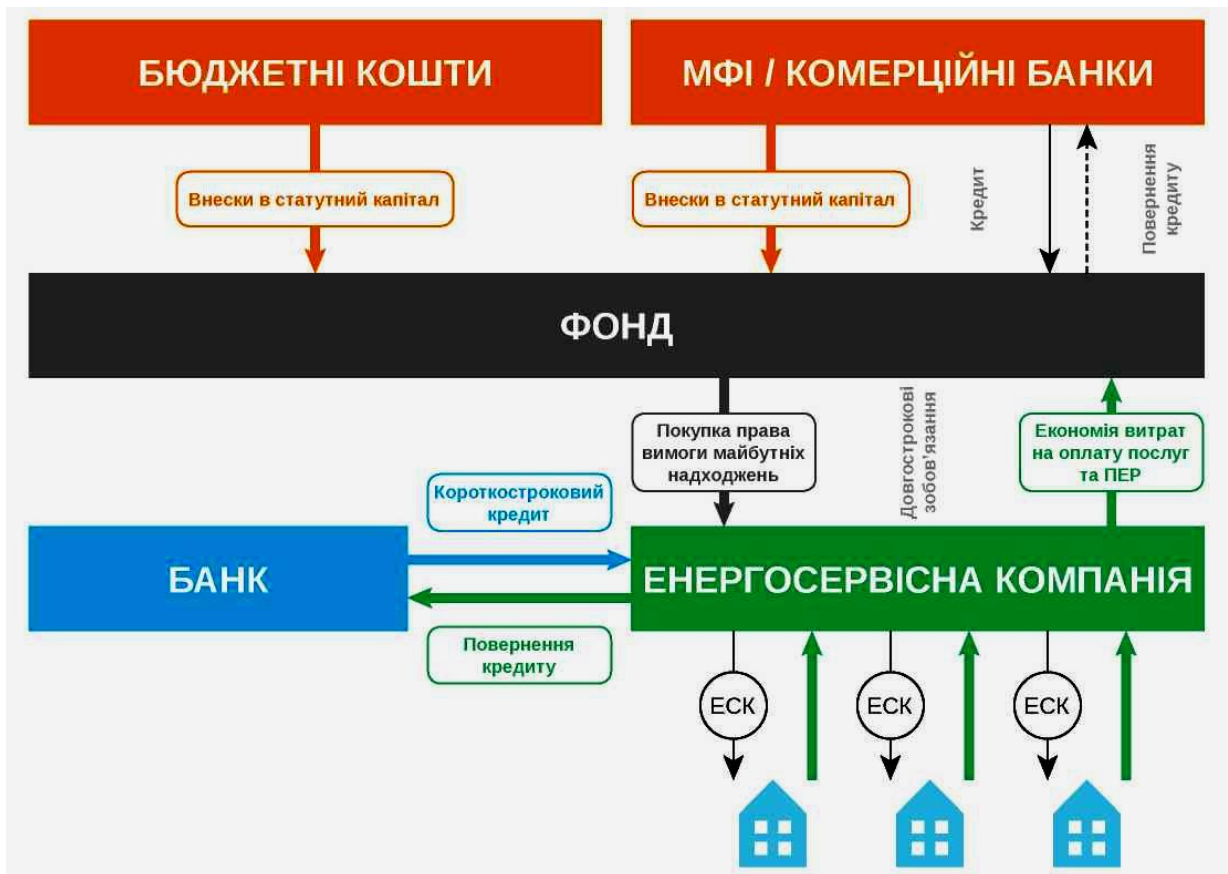 БЮДЖЕТНІ КОШТИ
МФІ / КОМЕРЦІЙНІ БАНКИ
Внески в статутний капітал
Внески в статутний капітал
Кредит
Повернення
кредиту
ФОНД
Покупка права
вимоги майбутніх
надходжень
Довгострокові
зобов’язання
Економія витрат
на оплату послуг
та ПЕР
Короткостроковий
кредит
БАНК
ЕНЕРГОСЕРВІСНА КОМПАНІЯ
Повернення
кредиту
ЕСК
ЕСК
ЕСК